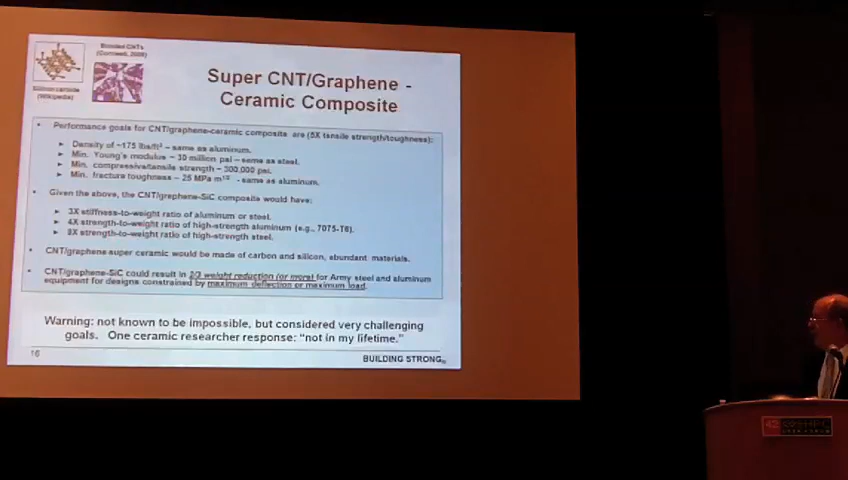 Bonded CNTs
(Cornwell, 2009)
Silicon carbide
(Wikipedia)
Super CNT/Graphene -
Ceramic Composite
• Performance goals for CNT/graphene-ceramic composite are (5X tensile strength/toughness):
► Density of ~175 lbs/ft³ – same as aluminum.
► Min. Young's modulus – 30 million psi – same as steel.
► Min. compressive/tensile strength – 300,000 psi.
► Min. fracture toughness – 25 MPa m¹ᐟ² - same as aluminum.
• Given the above, the CNT/graphene-SiC composite would have:
► 3X stiffness-to-weight ratio of aluminum or steel.
► 4X strength-to-weight ratio of high-strength aluminum (e.g., 7075-T6).
► 8X strength-to-weight ratio of high-strength steel.
• CNT/graphene super ceramic would be made of carbon and silicon, abundant materials.
• CNT/graphene-SiC could result in 2/3 weight reduction (or more) for Army steel and aluminum
equipment for designs constrained by maximum deflection or maximum load.
Warning: not known to be impossible, but considered very challenging
goals. One ceramic researcher response: “not in my lifetime.”
16
BUILDING STRONG®